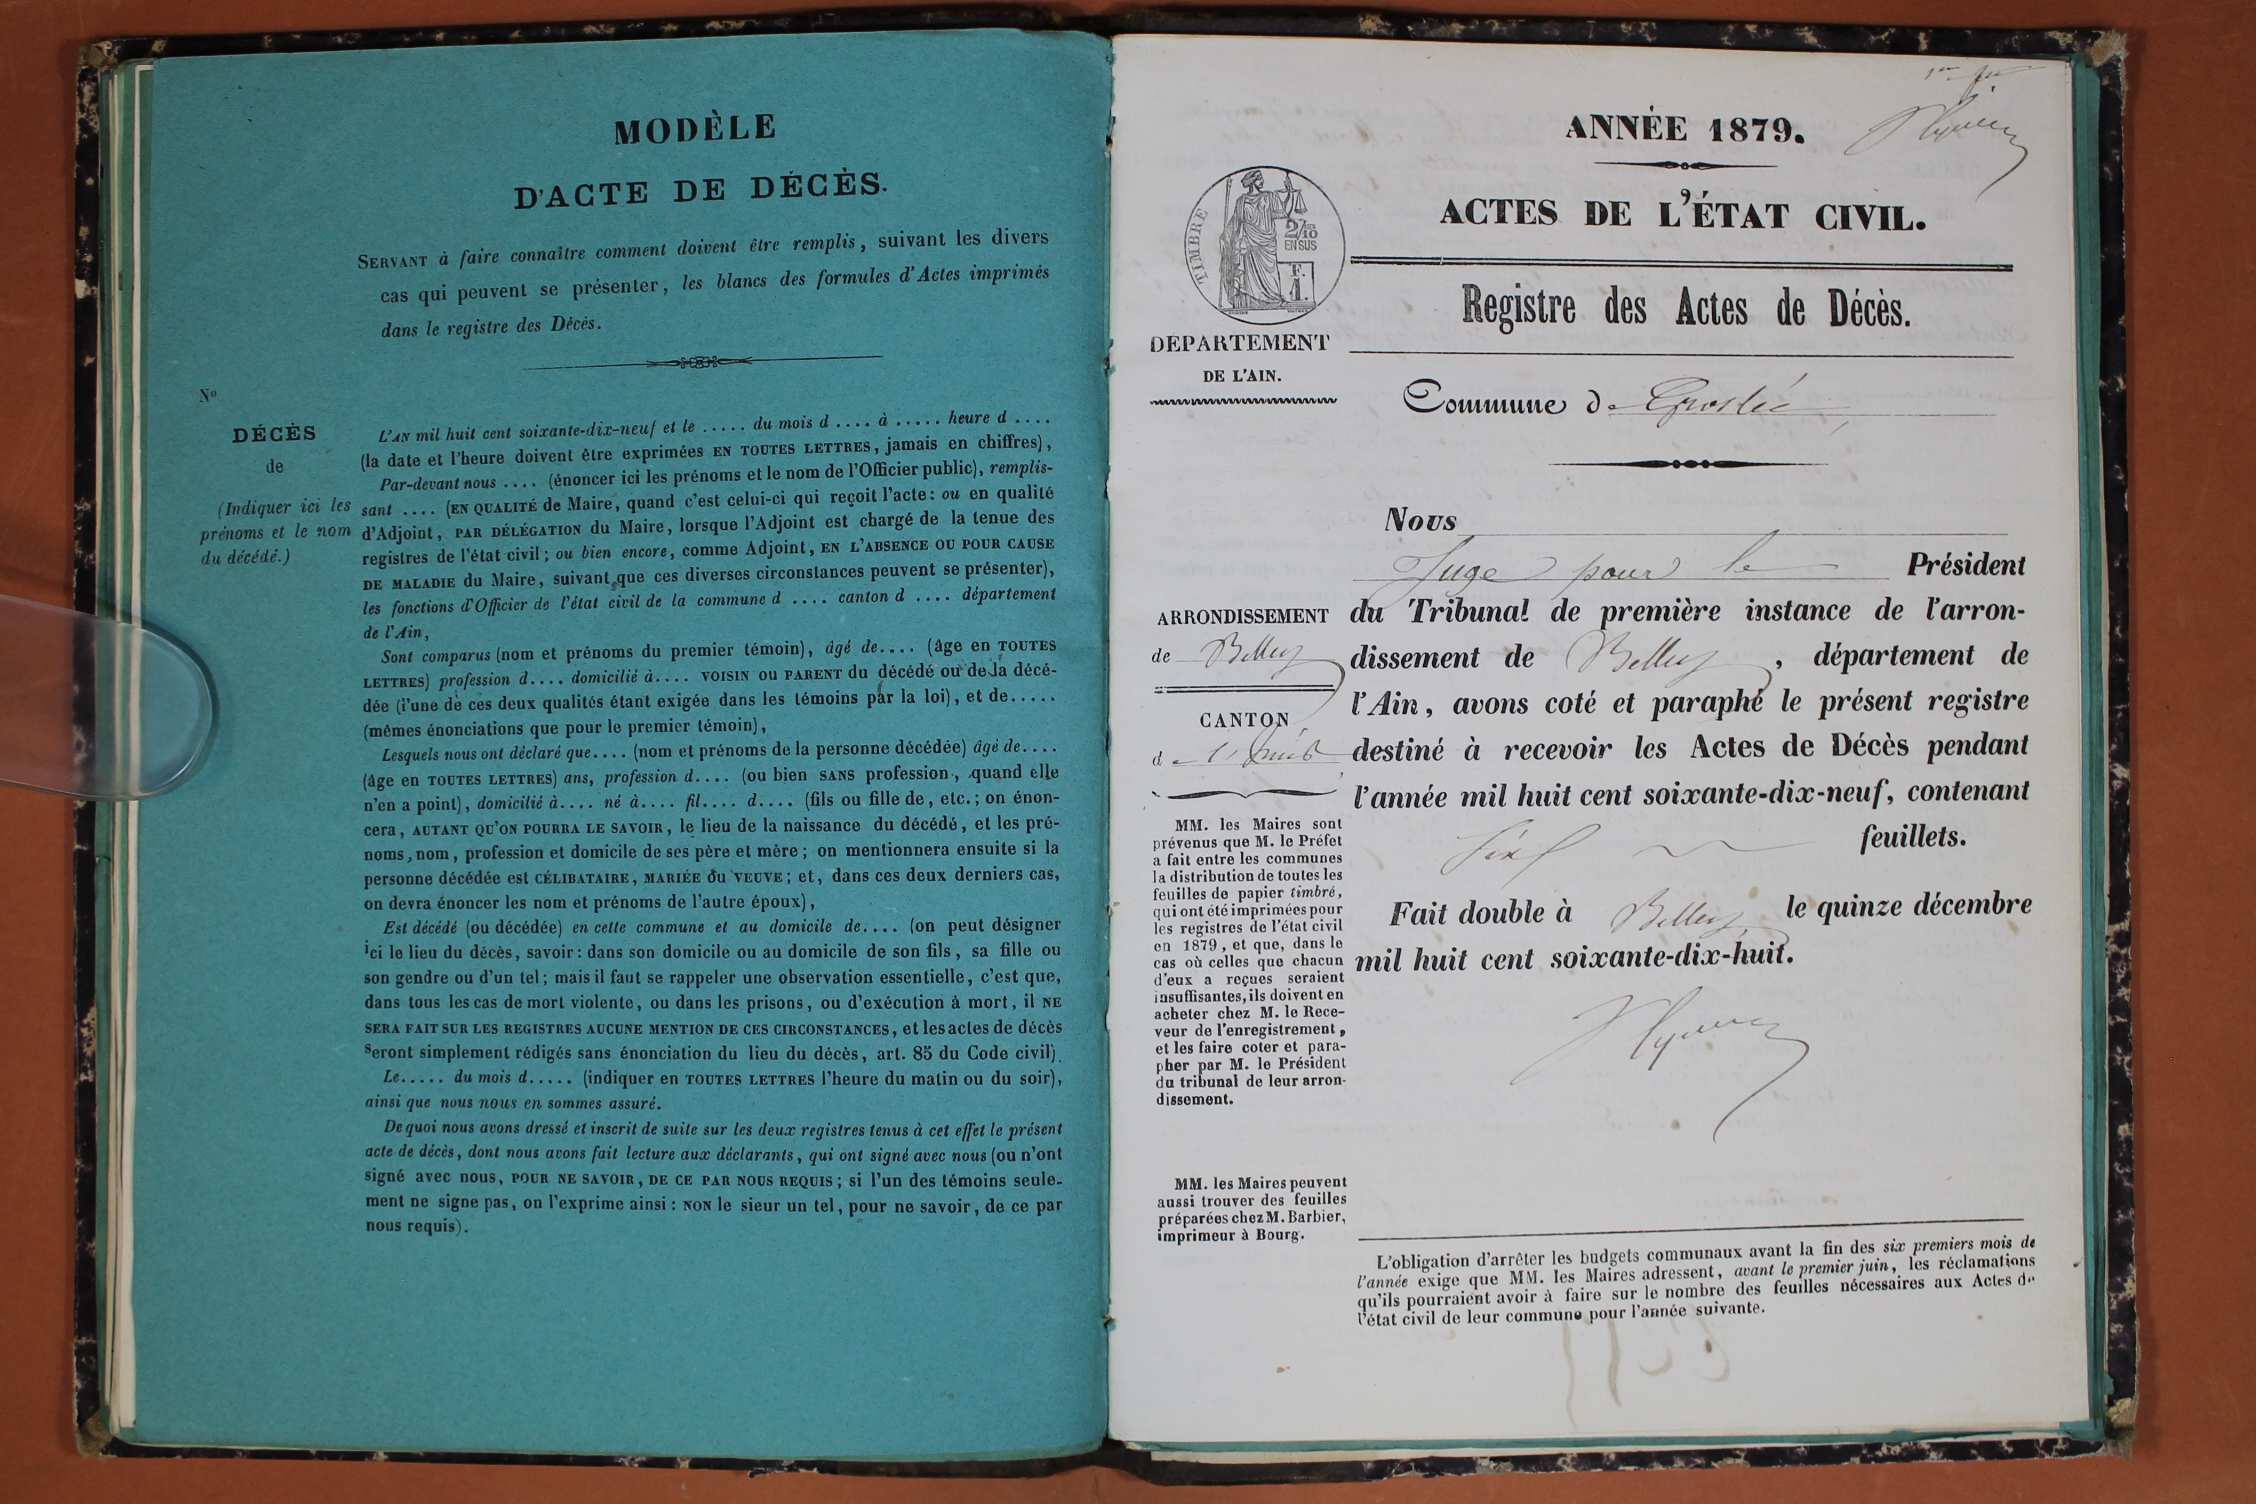 MODÈLE
D'ACTE DE DÉCÈS.
SERVANT à faire connaître comment doivent être remplis, suivant les divers
cas qui peuvent se présenter, les blancs des formules d'Actes imprimés
dans le registre des Décès.
No
DÉCÈS
de
(Indiquer ici les
prénoms et le nom
du décédé.)
L'AN mil huit cent soixante-dix-neuf et le ..... du mois d .... à ..... heure d ....
(la date et l'heure doivent être exprimées EN TOUTES LETTRES, jamais en chiffres),
Par-devant nous .... (énoncer ici les prénoms et le nom de l'Officier public), remplis-
sant .... (EN QUALITÉ de Maire, quand c'est celui-ci qui reçoit l'acte: ou en qualité
d'Adjoint, PAR DÉLÉGATION du Maire, lorsque l'Adjoint est chargé de la tenue des
registres de l'état civil; ou bien encore, comme Adjoint, EN L'ABSENCE OU POUR CAUSE
DE MALADIE du Maire, suivant que ces diverses circonstances peuvent se présenter),
les fonctions d'Officier de l'état civil de la commune d .... canton d .... département
de l'Ain,
Sont comparus (nom et prénoms du premier témoin), âgé de.... (âge en TOUTES
LETTRES) profession d.... domicilié à.... VOISIN OU PARENT du décédé ou de la décé-
dée (l'une de ces deux qualités étant exigée dans les témoins par la loi), et de.....
(mêmes énonciations que pour le premier témoin),
Lesquels nous ont déclaré que.... (nom et prénoms de la personne décédée) âgé de....
(âge en TOUTES LETTRES) ans, profession d.... (ou bien SANS profession, quand elle
n'en a point), domicilié à.... né à.... fil.... d.... (fils ou fille de, etc.; on énon-
cera, AUTANT QU'ON POURRA LE SAVOIR, le lieu de la naissance du décédé, et les pré-
noms, nom, profession et domicile de ses père et mère; on mentionnera ensuite si la
personne décédée est CÉLIBATAIRE, MARIÉE ou VEUVE; et, dans ces deux derniers cas,
on devra énoncer les nom et prénoms de l'autre époux),
Est décédé (ou décédée) en cette commune et au domicile de.... (on peut désigner
ici le lieu du décès, savoir: dans son domicile ou au domicile de son fils, sa fille ou
son gendre ou d'un tel; mais il faut se rappeler une observation essentielle, c'est que,
dans tous les cas de mort violente, ou dans les prisons, ou d'exécution à mort, il NE
SERA FAIT SUR LES REGISTRES AUCUNE MENTION DE CES CIRCONSTANCES, et les actes de décès
seront simplement rédigés sans énonciation du lieu du décès, art. 85 du Code civil).
Le..... du mois d..... (indiquer en TOUTES LETTRES l'heure du matin ou du soir),
ainsi que nous nous en sommes assuré.
De quoi nous avons dressé et inscrit de suite sur les deux registres tenus à cet effet le présent
acte de décès, dont nous avons fait lecture aux déclarants, qui ont signé avec nous (ou n'ont
signé avec nous, POUR NE SAVOIR, DE CE PAR NOUS REQUIS; si l'un des témoins seule-
ment ne signe pas, on l'exprime ainsi: NON le sieur un tel, pour ne savoir, de ce par
nous requis).
ANNÉE 1879.
ACTES DE L'ÉTAT CIVIL.
TIMBRE
2/10 EN SUS
F. 1.
Registre des Actes de Décès.
DÉPARTEMENT
DE L'AIN.
Commune de Groslée
Nous
Juge pour le Président
du Tribunal de première instance de l'arron-
dissement de Belley, département de
l'Ain, avons coté et paraphé le présent registre
destiné à recevoir les Actes de Décès pendant
l'année mil huit cent soixante-dix-neuf, contenant
six feuillets.
Fait double à Belley le quinze décembre
mil huit cent soixante-dix-huit.
ARRONDISSEMENT
de Belley
CANTON
d
MM. les Maires sont
prévenus que M. le Préfet
a fait entre les communes
la distribution de toutes les
feuilles de papier timbré,
qui ont été imprimées pour
les registres de l'état civil
en 1879, et que, dans le
cas où celles que chacun
d'eux a reçues seraient
insuffisantes, ils doivent en
acheter chez M. le Rece-
veur de l'enregistrement,
et les faire coter et para-
pher par M. le Président
du tribunal de leur arron-
dissement.
MM. les Maires peuvent
aussi trouver des feuilles
préparées chez M. Barbier,
imprimeur à Bourg.
L'obligation d'arrêter les budgets communaux avant la fin des six premiers mois de
l'année exige que MM. les Maires adressent, avant le premier juin, les réclamations
qu'ils pourraient avoir à faire sur le nombre des feuilles nécessaires aux Actes de
l'état civil de leur commune pour l'année suivante.